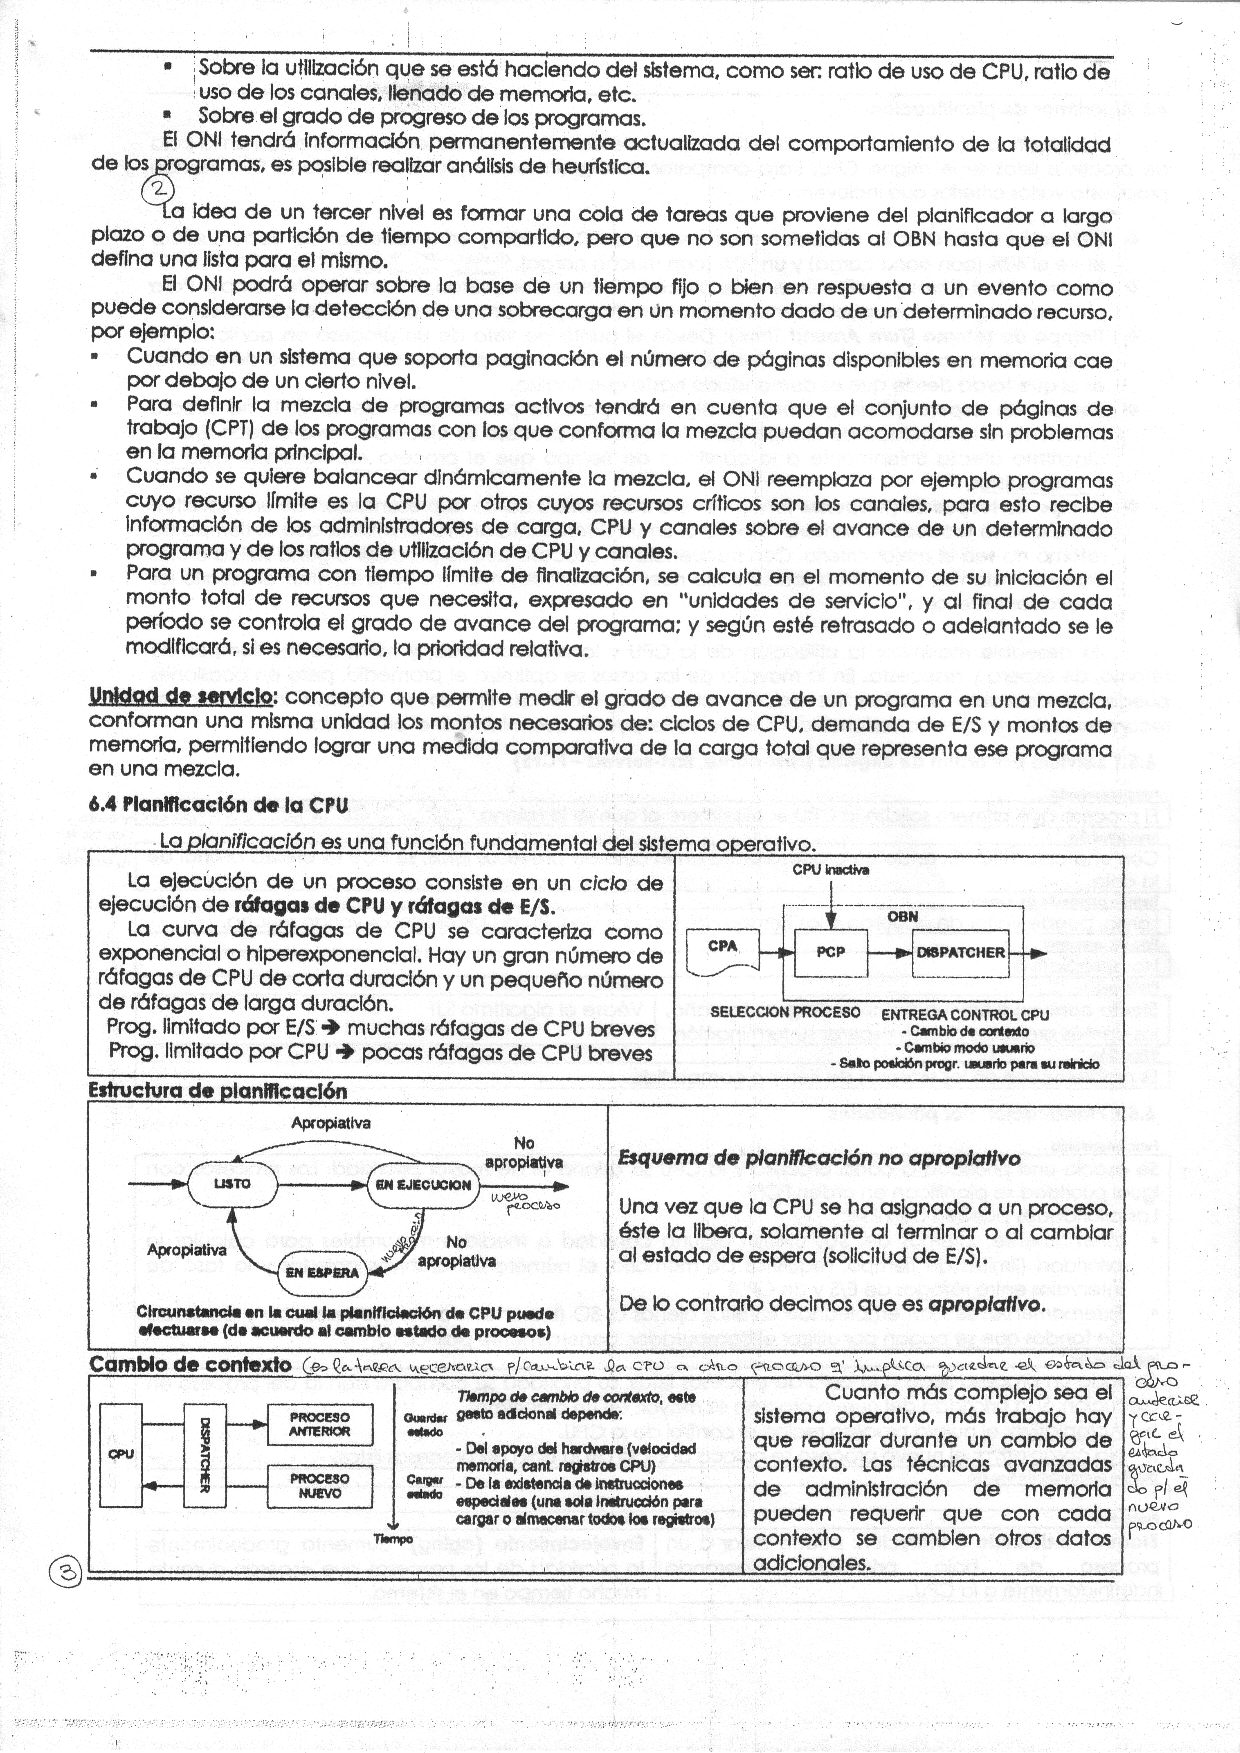 ▪ Sobre la utilización que se está haciendo del sistema, como ser: ratio de uso de CPU, ratio de
uso de los canales, llenado de memoria, etc.
▪ Sobre el grado de progreso de los programas.
El ONI tendrá información permanentemente actualizada del comportamiento de la totalidad
de los programas, es posible realizar análisis de heurística.
2
La idea de un tercer nivel es formar una cola de tareas que proviene del planificador a largo
plazo o de una partición de tiempo compartido, pero que no son sometidas al OBN hasta que el ONI
defina una lista para el mismo.
El ONI podrá operar sobre la base de un tiempo fijo o bien en respuesta a un evento como
puede considerarse la detección de una sobrecarga en un momento dado de un determinado recurso,
por ejemplo:
▪ Cuando en un sistema que soporta paginación el número de páginas disponibles en memoria cae
por debajo de un cierto nivel.
▪ Para definir la mezcla de programas activos tendrá en cuenta que el conjunto de páginas de
trabajo (CPT) de los programas con los que conforma la mezcla puedan acomodarse sin problemas
en la memoria principal.
▪ Cuando se quiere balancear dinámicamente la mezcla, el ONI reemplaza por ejemplo programas
cuyo recurso límite es la CPU por otros cuyos recursos críticos son los canales, para esto recibe
información de los administradores de carga, CPU y canales sobre el avance de un determinado
programa y de los ratios de utilización de CPU y canales.
▪ Para un programa con tiempo límite de finalización, se calcula en el momento de su iniciación el
monto total de recursos que necesita, expresado en "unidades de servicio", y al final de cada
período se controla el grado de avance del programa; y según esté retrasado o adelantado se le
modificará, si es necesario, la prioridad relativa.
Unidad de servicio: concepto que permite medir el grado de avance de un programa en una mezcla,
conforman una misma unidad los montos necesarios de: ciclos de CPU, demanda de E/S y montos de
memoria, permitiendo lograr una medida comparativa de la carga total que representa ese programa
en una mezcla.
6.4 Planificación de la CPU
La planificación es una función fundamental del sistema operativo.
La ejecución de un proceso consiste en un ciclo de
ejecución de ráfagas de CPU y ráfagas de E/S.
La curva de ráfagas de CPU se caracteriza como
exponencial o hiperexponencial. Hay un gran número de
ráfagas de CPU de corta duración y un pequeño número
de ráfagas de larga duración.
Prog. limitado por E/S ➔ muchas ráfagas de CPU breves
Prog. limitado por CPU ➔ pocas ráfagas de CPU breves
CPU inactiva
OBN
CPA
PCP
DISPATCHER
SELECCION PROCESO
ENTREGA CONTROL CPU
- Cambio de contexto
- Cambio modo usuario
- Salto posición progr. usuario para su reinicio
Estructura de planificación
Apropiativa
No
apropiativa
LISTO
EN EJECUCION
nuevo
proceso
nuevo proceso
Apropiativa
No
apropiativa
EN ESPERA
Circunstancia en la cual la planificiación de CPU puede
efectuarse (de acuerdo al cambio estado de procesos)
Esquema de planificación no apropiativo
Una vez que la CPU se ha asignado a un proceso,
éste la libera, solamente al terminar o al cambiar
al estado de espera (solicitud de E/S).
De lo contrario decimos que es apropiativo.
Cambio de contexto (es la tarea necesaria p/cambiar la CPU a otro proceso q' implica guardar el estado del pro-
ceso
anterior
y car-
gar el
estado
guarda_
do p/ el
nuevo
proceso
CPU
DISPATCHER
PROCESO
ANTERIOR
PROCESO
NUEVO
Guardar
estado
Cargar
estado
Tiempo
Tiempo de cambio de contexto, este
gasto adicional depende:
- Del apoyo del hardware (velocidad
memoria, cant. registros CPU)
- De la existencia de instrucciones
especiales (una sola instrucción para
cargar o almacenar todos los registros)
Cuanto más complejo sea el
sistema operativo, más trabajo hay
que realizar durante un cambio de
contexto. Las técnicas avanzadas
de administración de memoria
pueden requerir que con cada
contexto se cambien otros datos
adicionales.
3